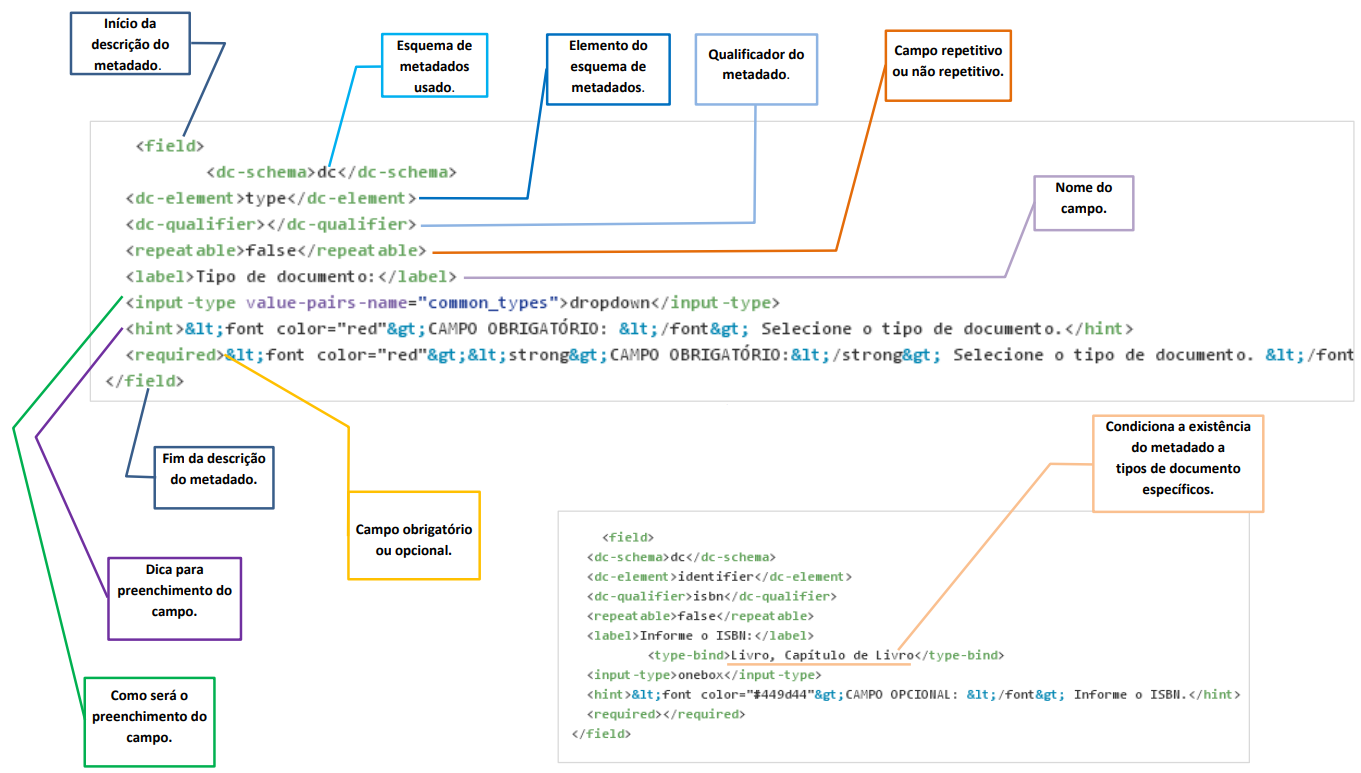 Início da
descrição do
metadado.
Esquema de
metadados
usado.
Elemento do
esquema de
metadados.
Qualificador do
metadado.
Campo repetitivo
ou não repetitivo.
<field>
<dc-schema>dc</dc-schema>
<dc-element>type</dc-element>
<dc-qualifier></dc-qualifier>
<repeatable>false</repeatable>
<label>Tipo de documento:</label>
<input-type value-pairs-name="common_types">dropdown</input-type>
<hint>&lt;font color="red"&gt;CAMPO OBRIGATÓRIO: &lt;/font&gt; Selecione o tipo de documento.</hint>
<required>&lt;font color="red"&gt;&lt;strong&gt;CAMPO OBRIGATÓRIO:&lt;/strong&gt; Selecione o tipo de documento. &lt;/font
</field>
Nome do
campo.
Fim da descrição
do metadado.
Campo obrigatório
ou opcional.
Dica para
preenchimento do
campo.
Como será o
preenchimento do
campo.
Condiciona a existência
do metadado a
tipos de documento
específicos.
<field>
<dc-schema>dc</dc-schema>
<dc-element>identifier</dc-element>
<dc-qualifier>isbn</dc-qualifier>
<repeatable>false</repeatable>
<label>Informe o ISBN:</label>
<type-bind>Livro, Capítulo de Livro</type-bind>
<input-type>onebox</input-type>
<hint>&lt;font color="#449d44"&gt;CAMPO OPCIONAL: &lt;/font&gt; Informe o ISBN.</hint>
<required></required>
</field>